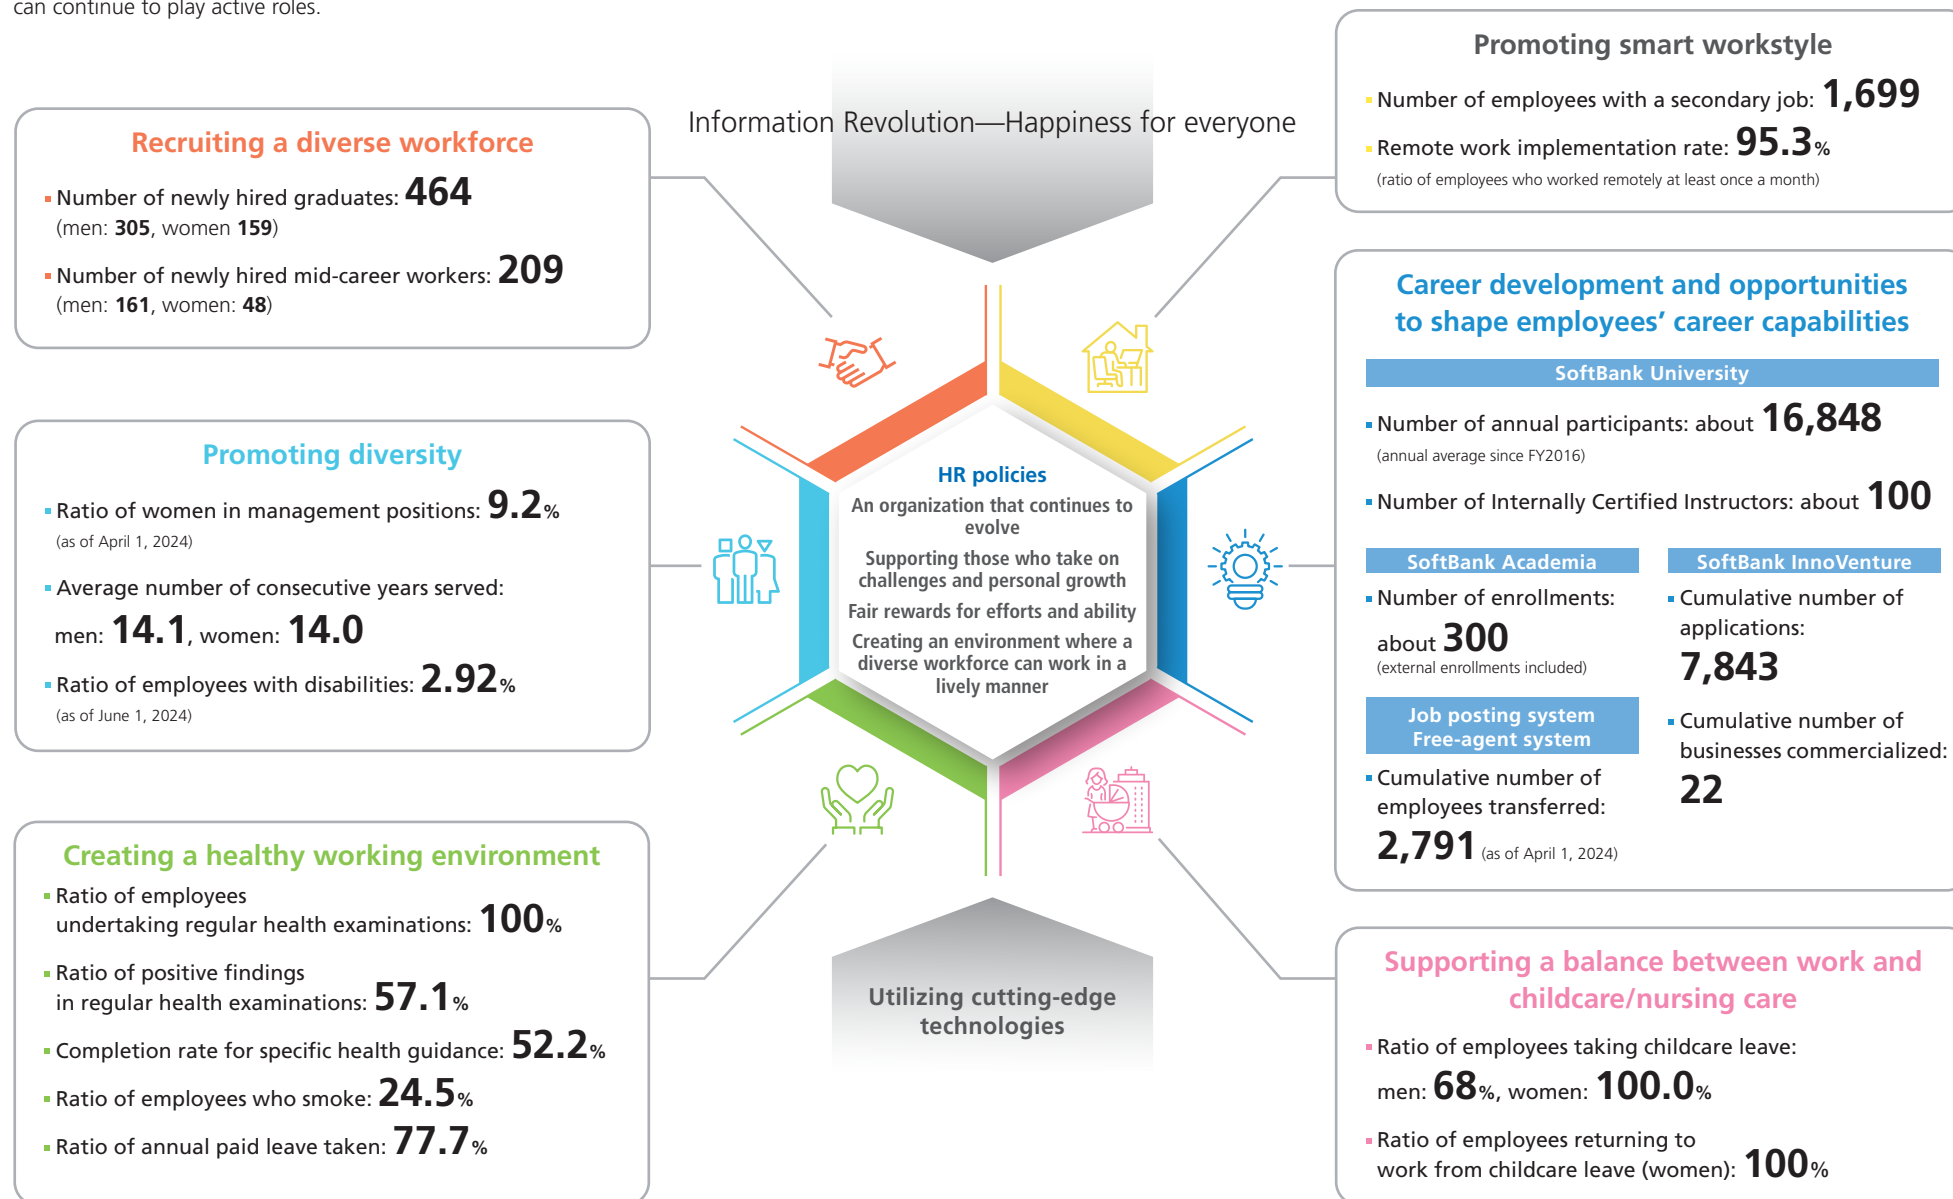 can continue to play active roles.
Information Revolution—Happiness for everyone
Recruiting a diverse workforce
Number of newly hired graduates: 464
(men: 305, women 159)
Number of newly hired mid-career workers: 209
(men: 161, women: 48)
Promoting diversity
Ratio of women in management positions: 9.2%
(as of April 1, 2024)
Average number of consecutive years served:
men: 14.1, women: 14.0
Ratio of employees with disabilities: 2.92%
(as of June 1, 2024)
Creating a healthy working environment
Ratio of employees
undertaking regular health examinations: 100%
Ratio of positive findings
in regular health examinations: 57.1%
Completion rate for specific health guidance: 52.2%
Ratio of employees who smoke: 24.5%
Ratio of annual paid leave taken: 77.7%
HR policies
An organization that continues to
evolve
Supporting those who take on
challenges and personal growth
Fair rewards for efforts and ability
Creating an environment where a
diverse workforce can work in a
lively manner
Utilizing cutting-edge
technologies
Promoting smart workstyle
Number of employees with a secondary job: 1,699
Remote work implementation rate: 95.3%
(ratio of employees who worked remotely at least once a month)
Career development and opportunities
to shape employees’ career capabilities
SoftBank University
Number of annual participants: about 16,848
(annual average since FY2016)
Number of Internally Certified Instructors: about 100
SoftBank Academia
Number of enrollments:
about 300
(external enrollments included)
Job posting system
Free-agent system
Cumulative number of
employees transferred:
2,791 (as of April 1, 2024)
SoftBank InnoVenture
Cumulative number of
applications:
7,843
Cumulative number of
businesses commercialized:
22
Supporting a balance between work and
childcare/nursing care
Ratio of employees taking childcare leave:
men: 68%, women: 100.0%
Ratio of employees returning to
work from childcare leave (women): 100%